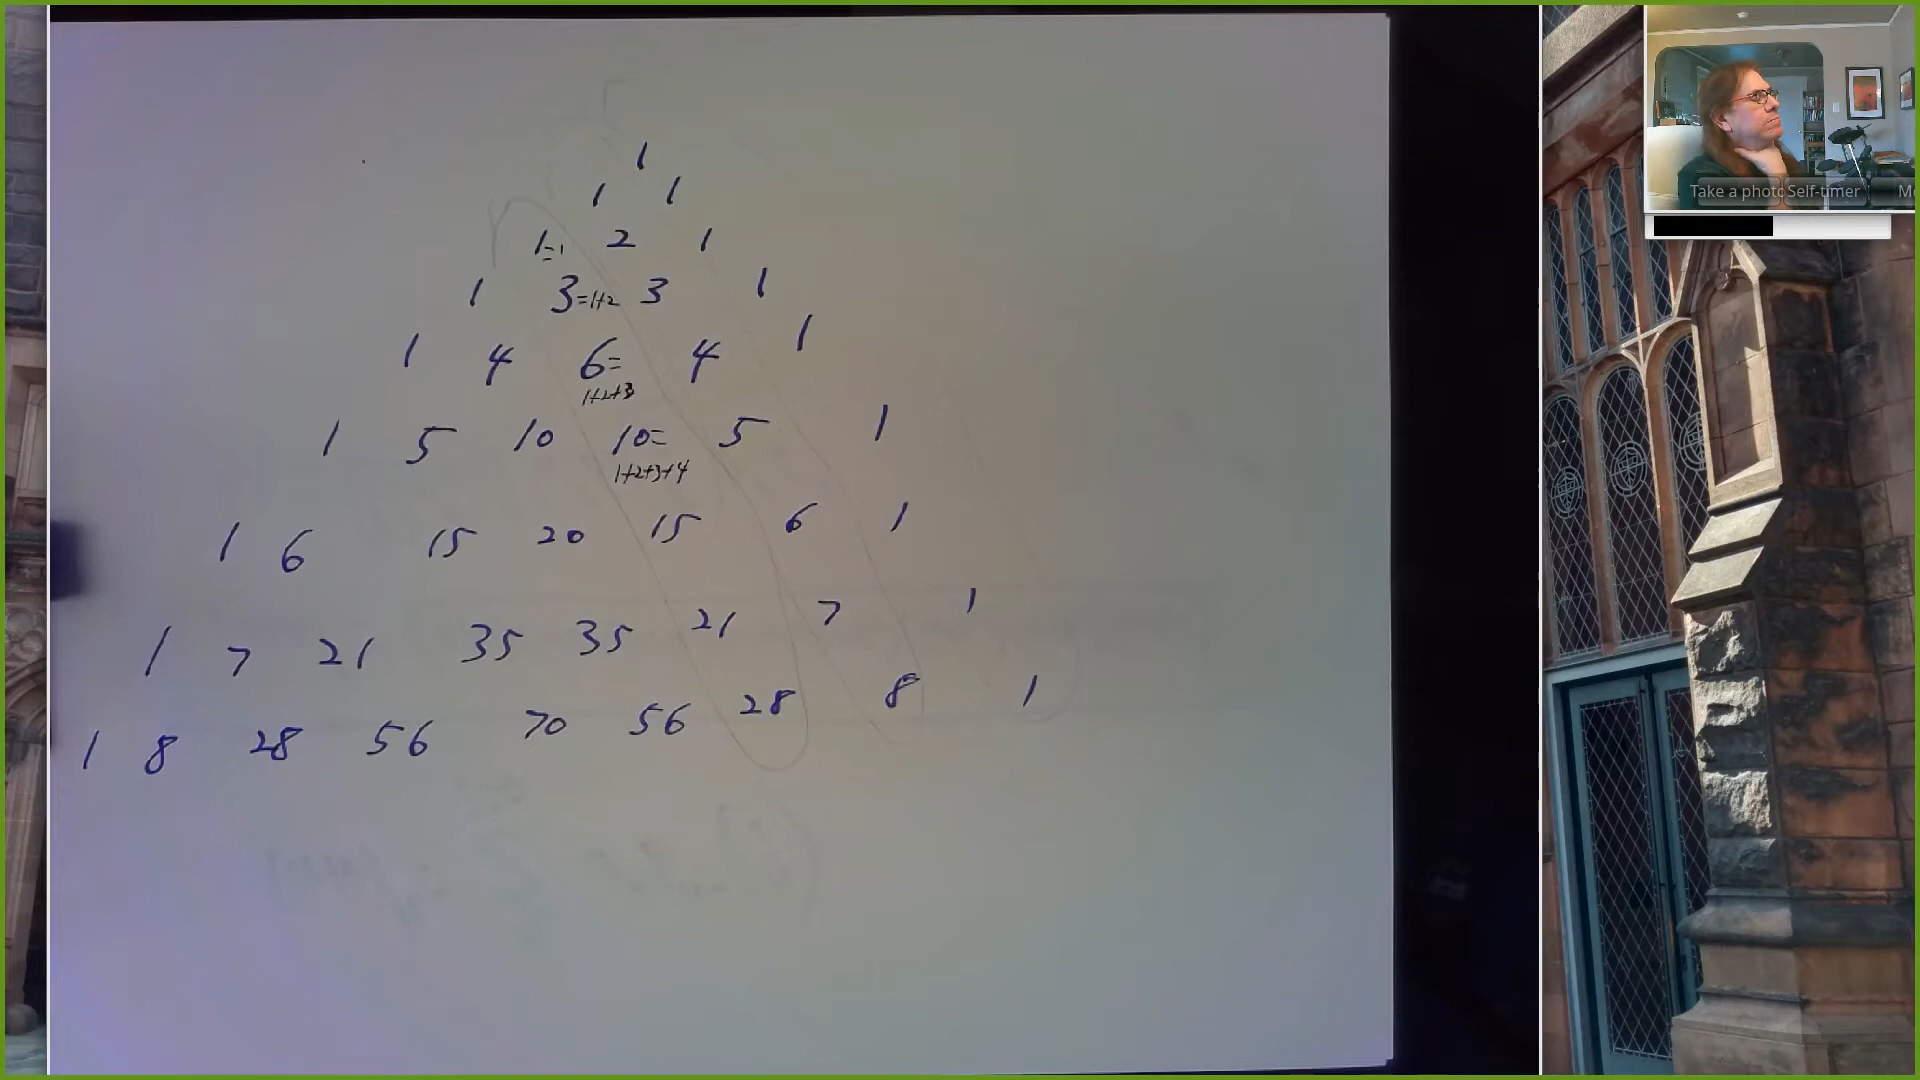 1
1 1
1=1 2 1
1 3=1+2 3 1
1 4 6= 4 1
1+2+3
1 5 10 10= 5 1
1+2+3+4
1 6 15 20 15 6 1
1 7 21 35 35 21 7 1
1 8 28 56 70 56 28 8 1
Take a photo Self-timer